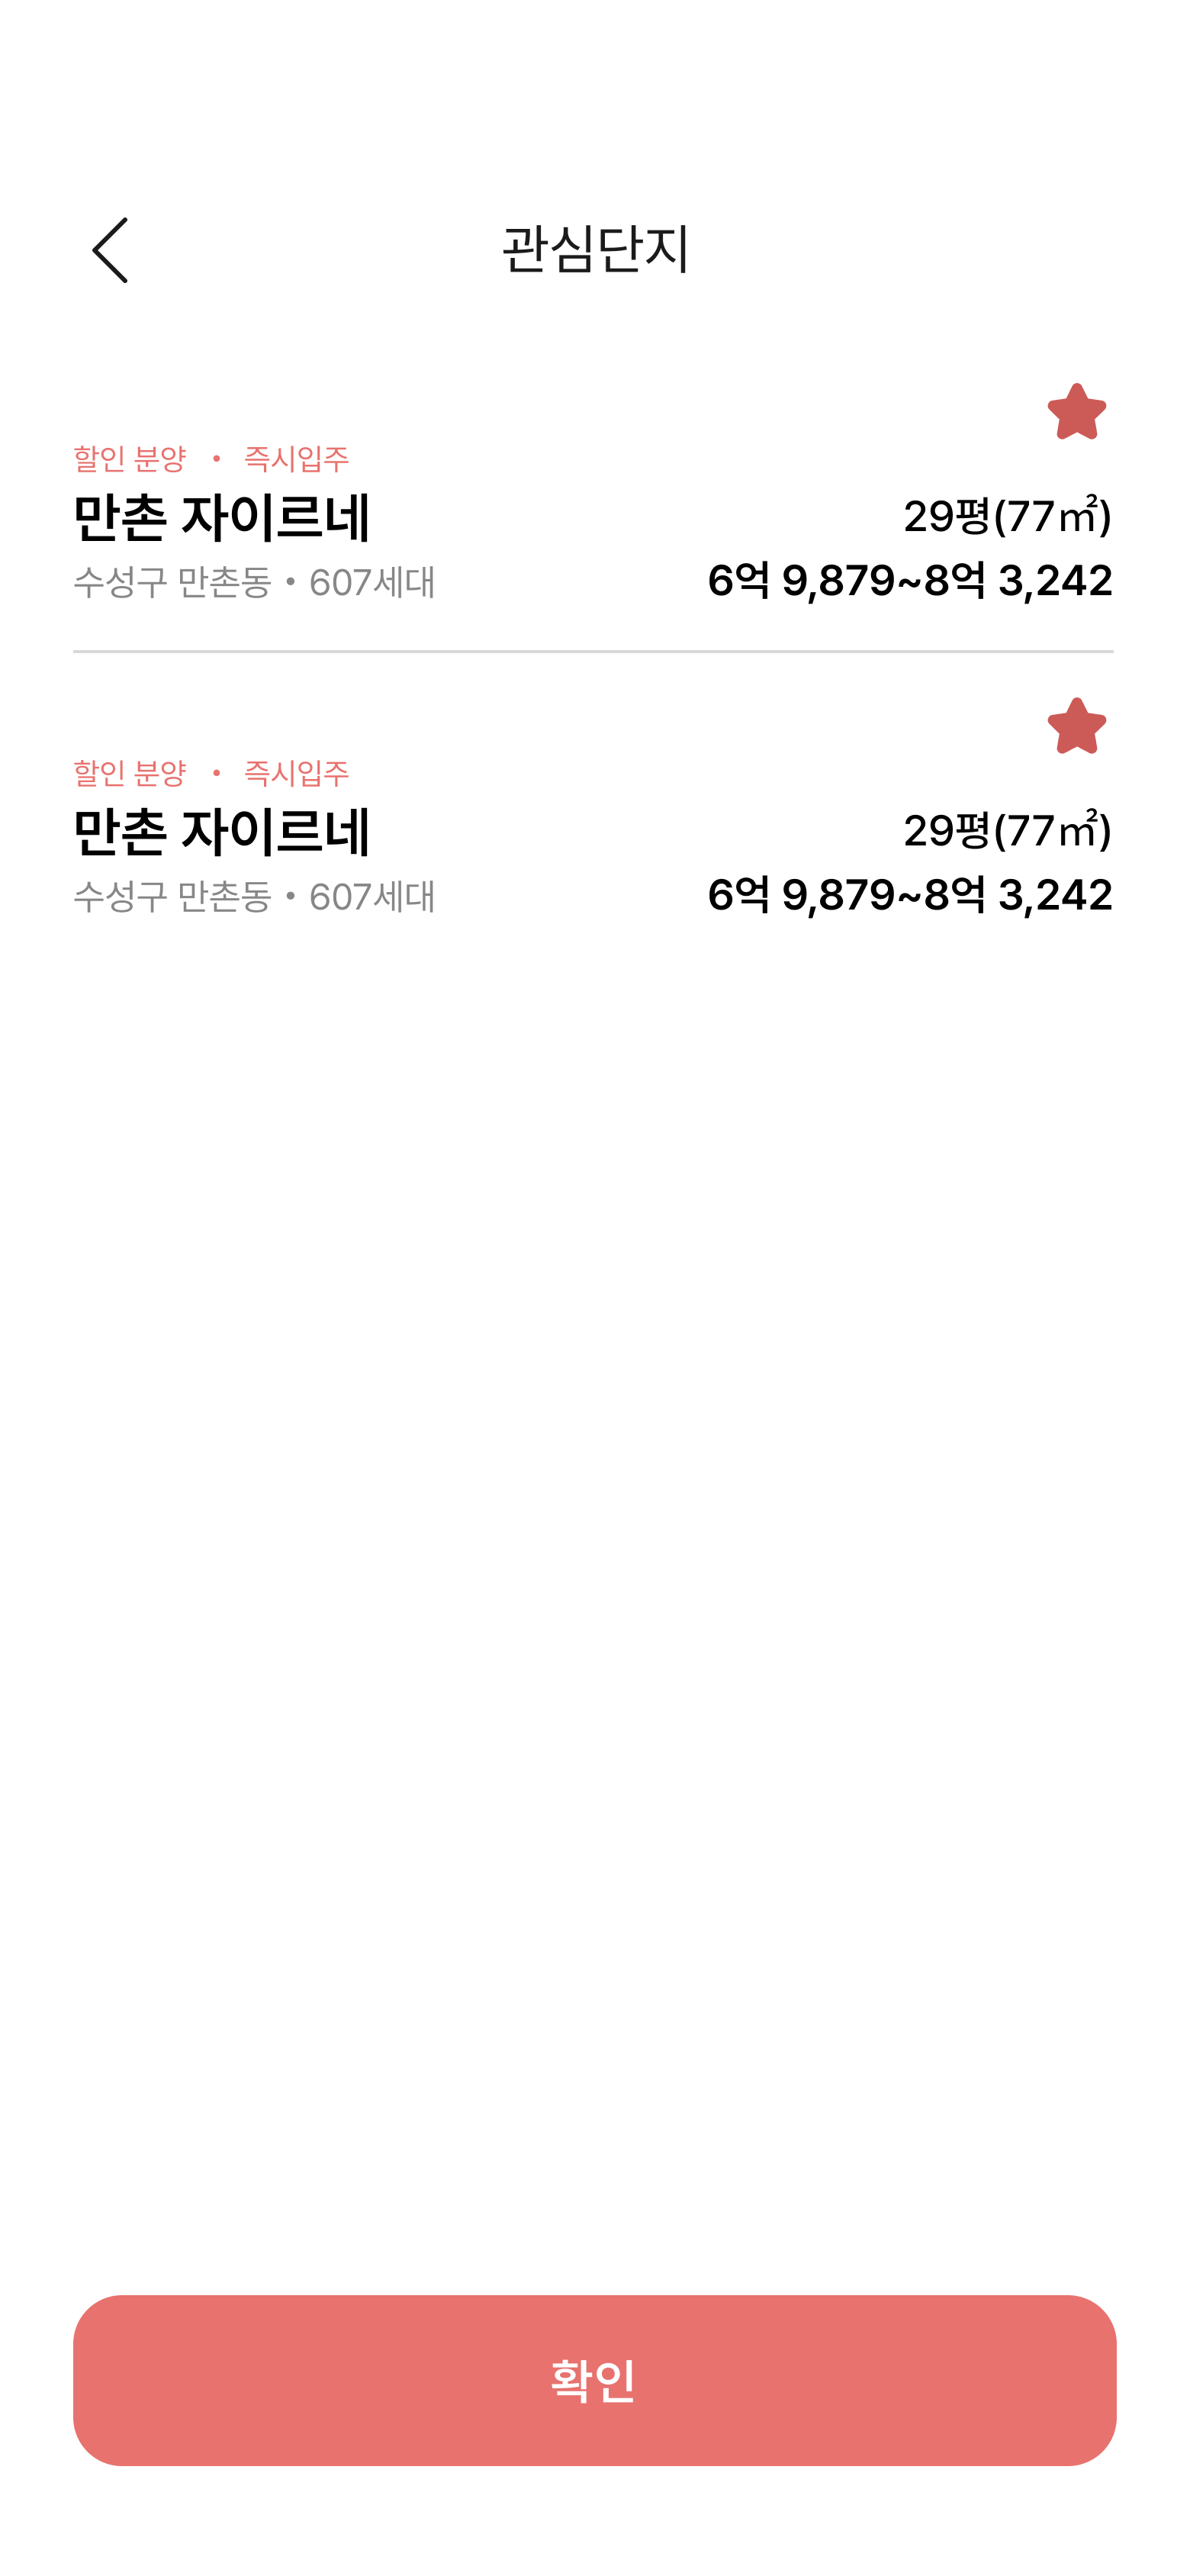 관심단지
할인 분양 • 즉시입주
만촌 자이르네
29평(77㎡)
수성구 만촌동 • 607세대
6억 9,879~8억 3,242
할인 분양 • 즉시입주
만촌 자이르네
29평(77㎡)
수성구 만촌동 • 607세대
6억 9,879~8억 3,242
확인